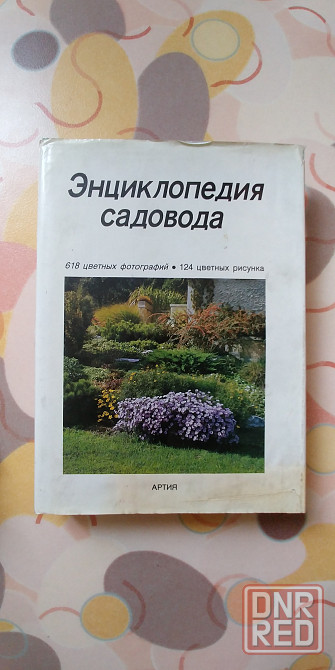 Энциклопедия
садовода
618 цветных фотографий • 124 цветных рисунка
АРТИЯ
DNR
RED